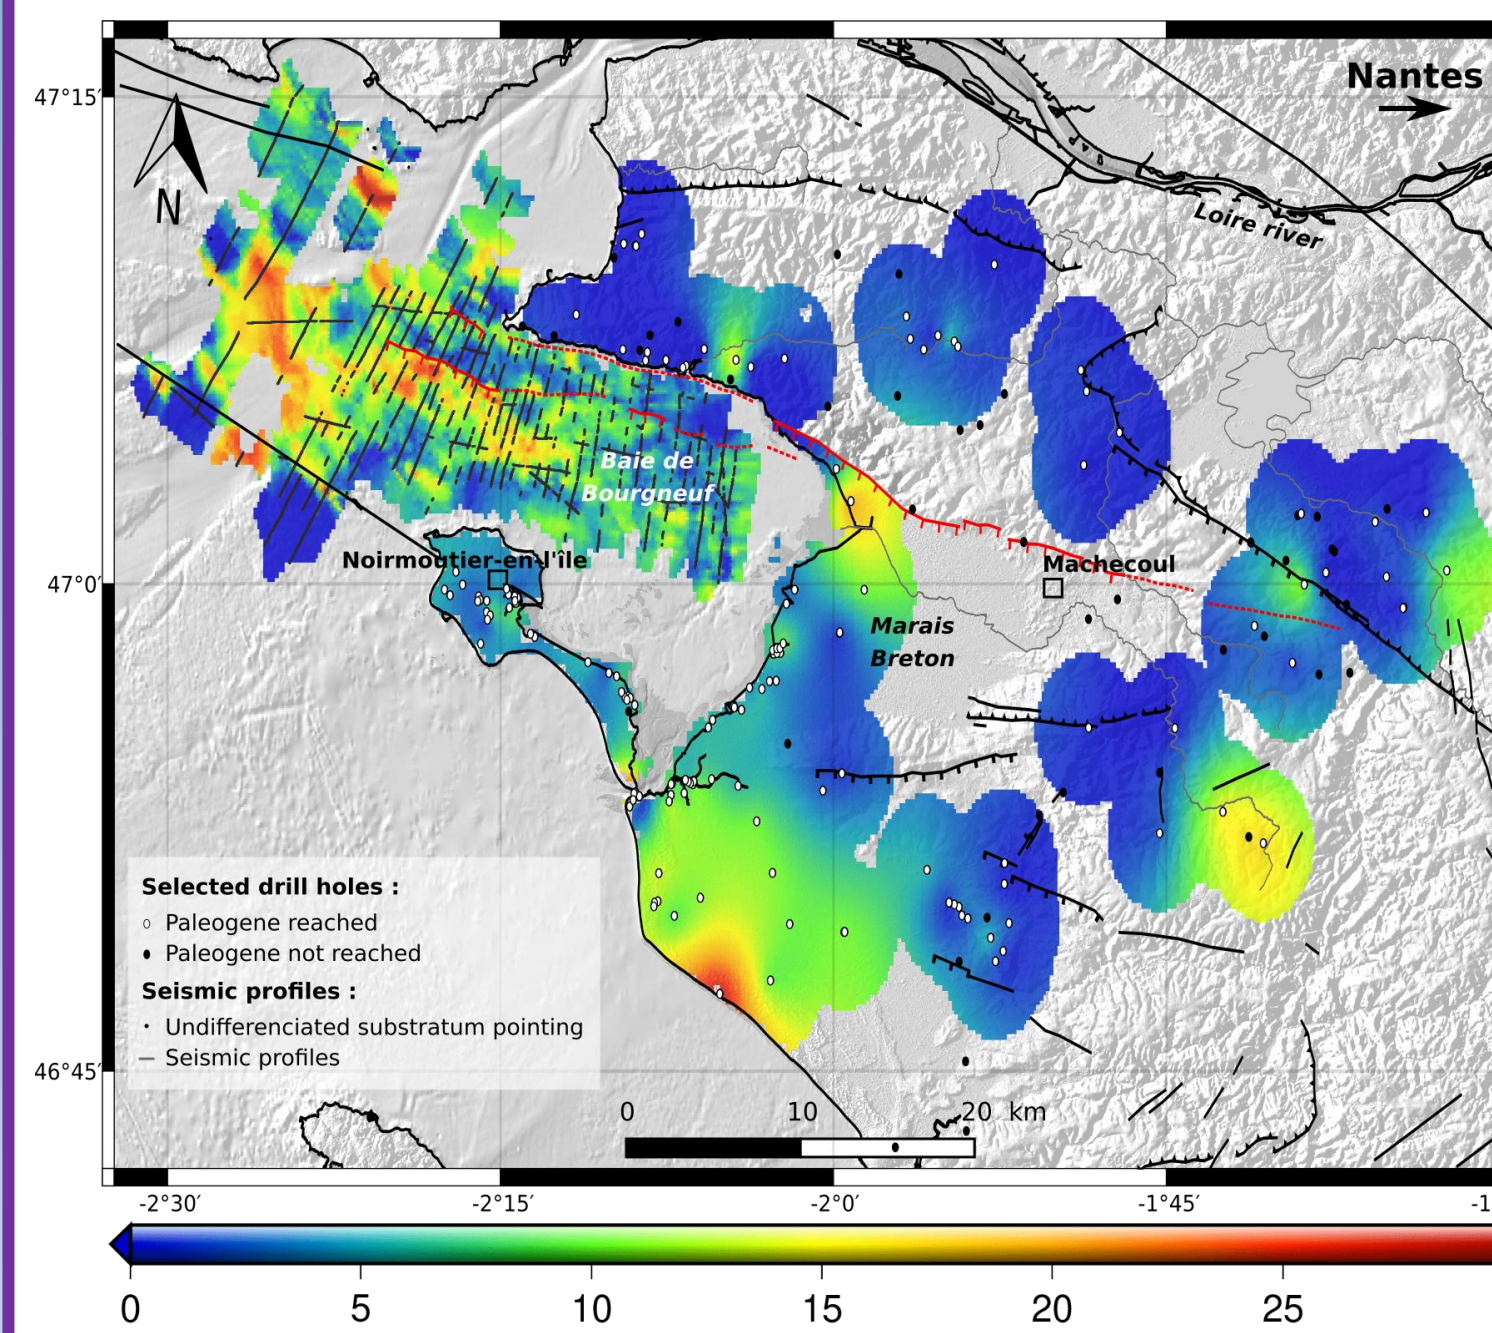 Nantes
47°15′
N
Loire river
Baie de
Bourgneuf
Noirmoutier-en-l'île
Machecoul
47°0′
Marais
Breton
Selected drill holes :
Paleogene reached
Paleogene not reached
Seismic profiles :
Undifferenciated substratum pointing
Seismic profiles
46°45′
0 10 20 km
-2°30′ -2°15′ -2°0′ -1°45′ -1
0 5 10 15 20 25